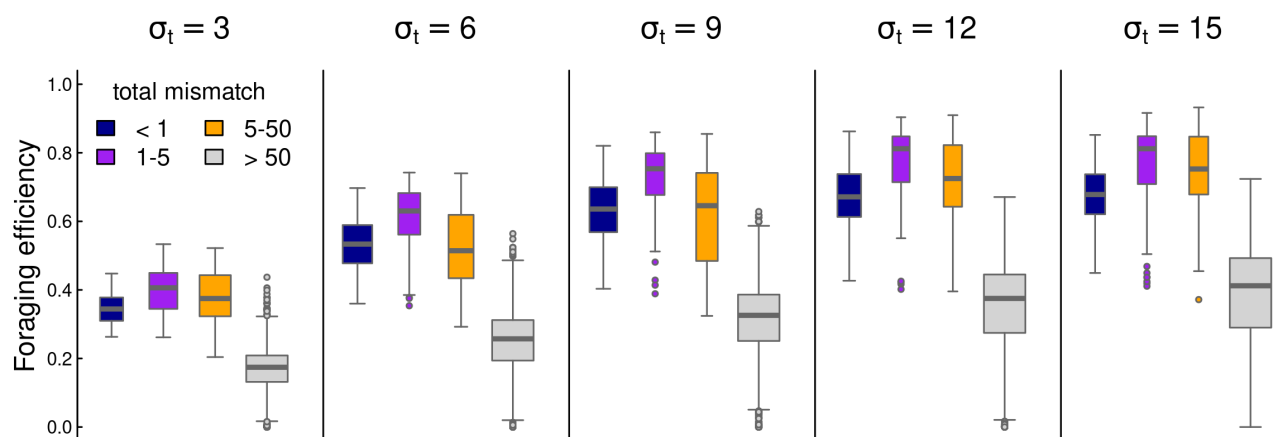 σt = 3 σt = 6 σt = 9 σt = 12 σt = 15
Foraging efficiency
1.0
0.8
0.6
0.4
0.2
0.0
total mismatch
< 1 5-50
1-5 > 50